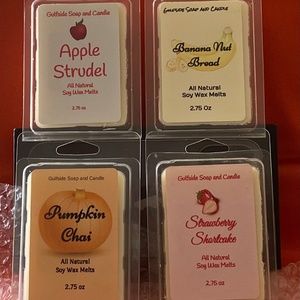 Gulfside Soap and Candle
Apple
Strudel
All Natural
Soy Wax Melts
2.75 oz
Gulfside Soap and Candle
Banana Nut
Bread
All Natural
Soy Wax Melts
2.75 Oz
Gulfside Soap and Candle
Pumpkin
Chai
All Natural
Soy Wax Melts
2.75 oz
Gulfside Soap and Candle
Strawberry
Shortcake
All Natural
Soy Wax Melts
2.75 oz